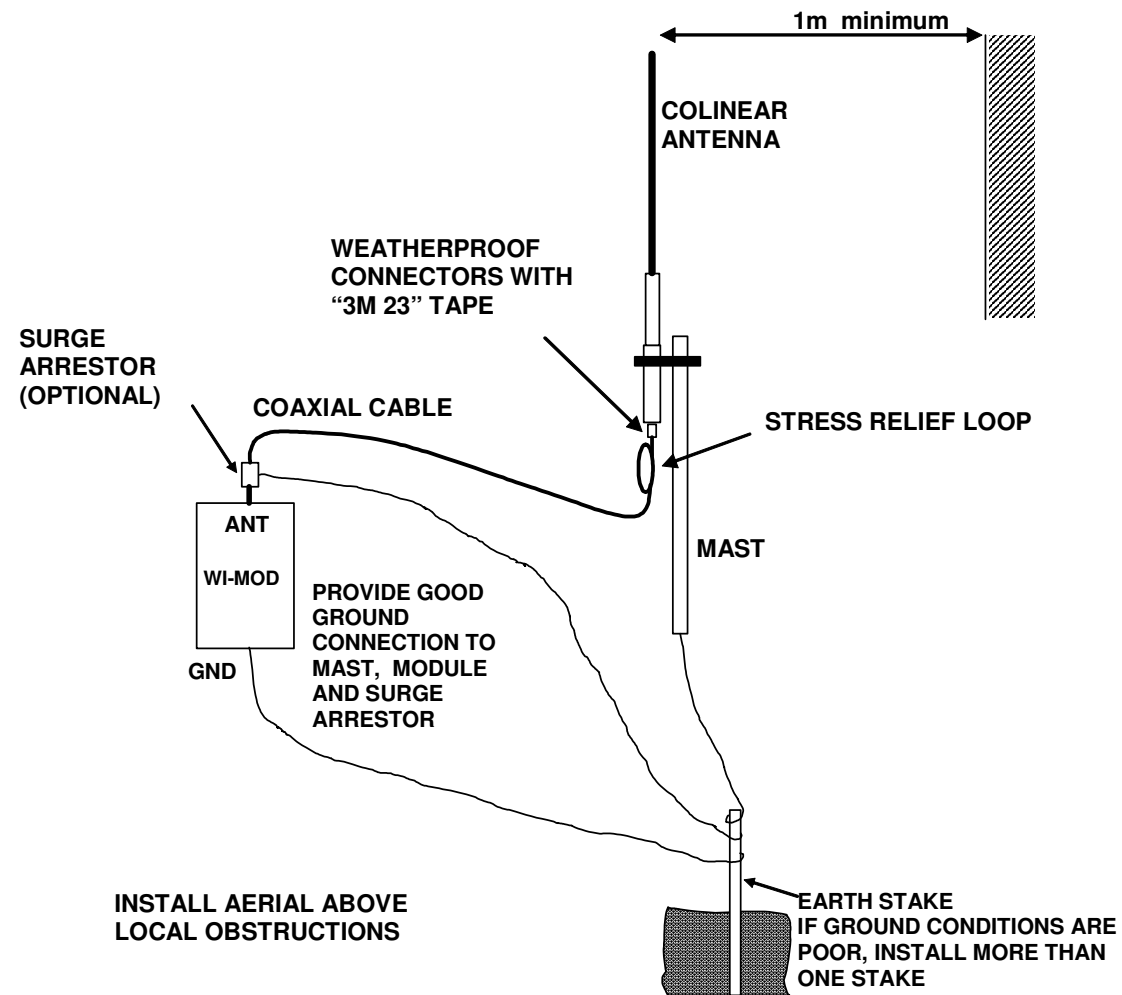 1m minimum
COLINEAR
ANTENNA
WEATHERPROOF
CONNECTORS WITH
“3M 23” TAPE
SURGE
ARRESTOR
(OPTIONAL)
COAXIAL CABLE
STRESS RELIEF LOOP
ANT
WI-MOD
GND
MAST
PROVIDE GOOD
GROUND
CONNECTION TO
MAST, MODULE
AND SURGE
ARRESTOR
INSTALL AERIAL ABOVE
LOCAL OBSTRUCTIONS
EARTH STAKE
IF GROUND CONDITIONS ARE
POOR, INSTALL MORE THAN
ONE STAKE